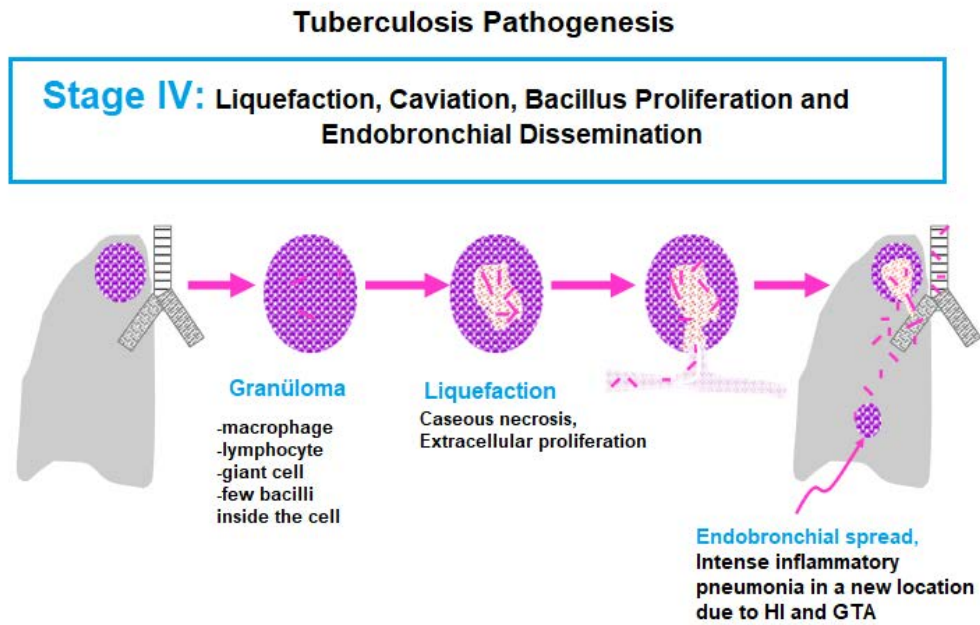 Tuberculosis Pathogenesis
Stage IV: Liquefaction, Caviation, Bacillus Proliferation and
Endobronchial Dissemination
Granüloma
-macrophage
-lymphocyte
-giant cell
-few bacilli
inside the cell
Liquefaction
Caseous necrosis,
Extracellular proliferation
Endobronchial spread,
Intense inflammatory
pneumonia in a new location
due to HI and GTA